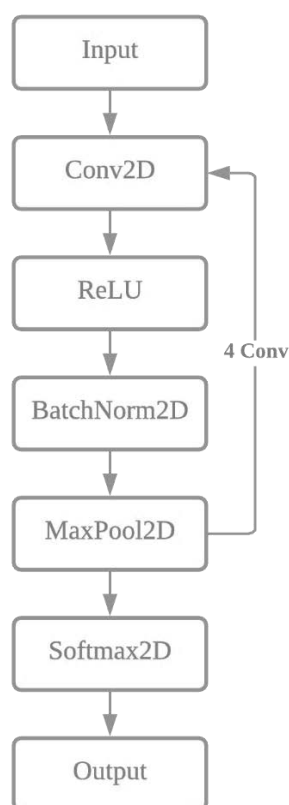 Input
Conv2D
ReLU
4 Conv
BatchNorm2D
MaxPool2D
Softmax2D
Output